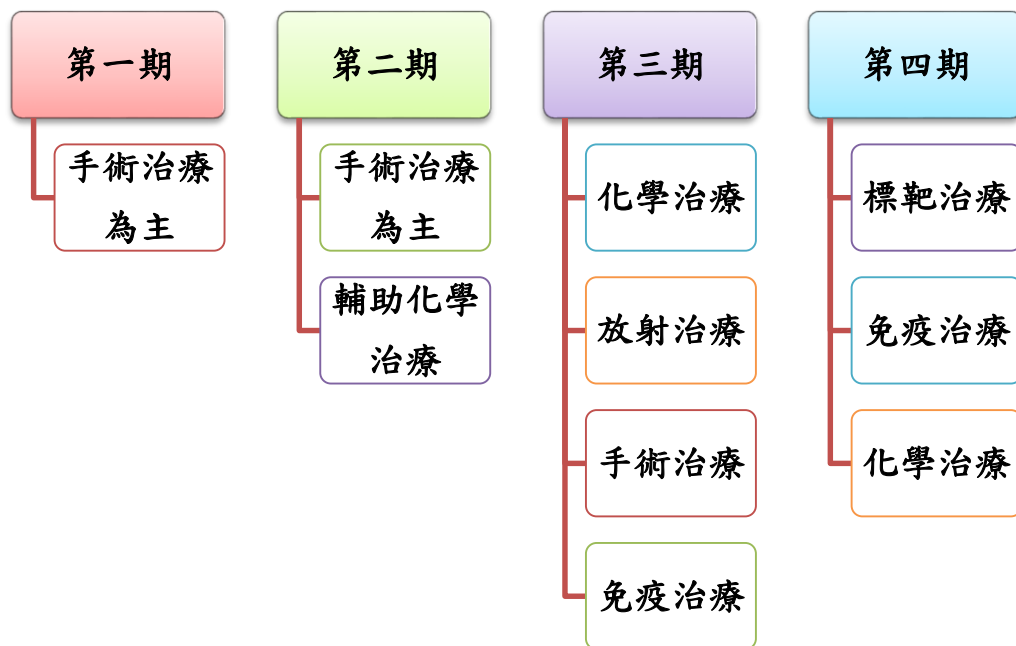 第一期
手術治療
為主
第二期
手術治療
為主
輔助化學
治療
第三期
化學治療
放射治療
手術治療
免疫治療
第四期
標靶治療
免疫治療
化學治療